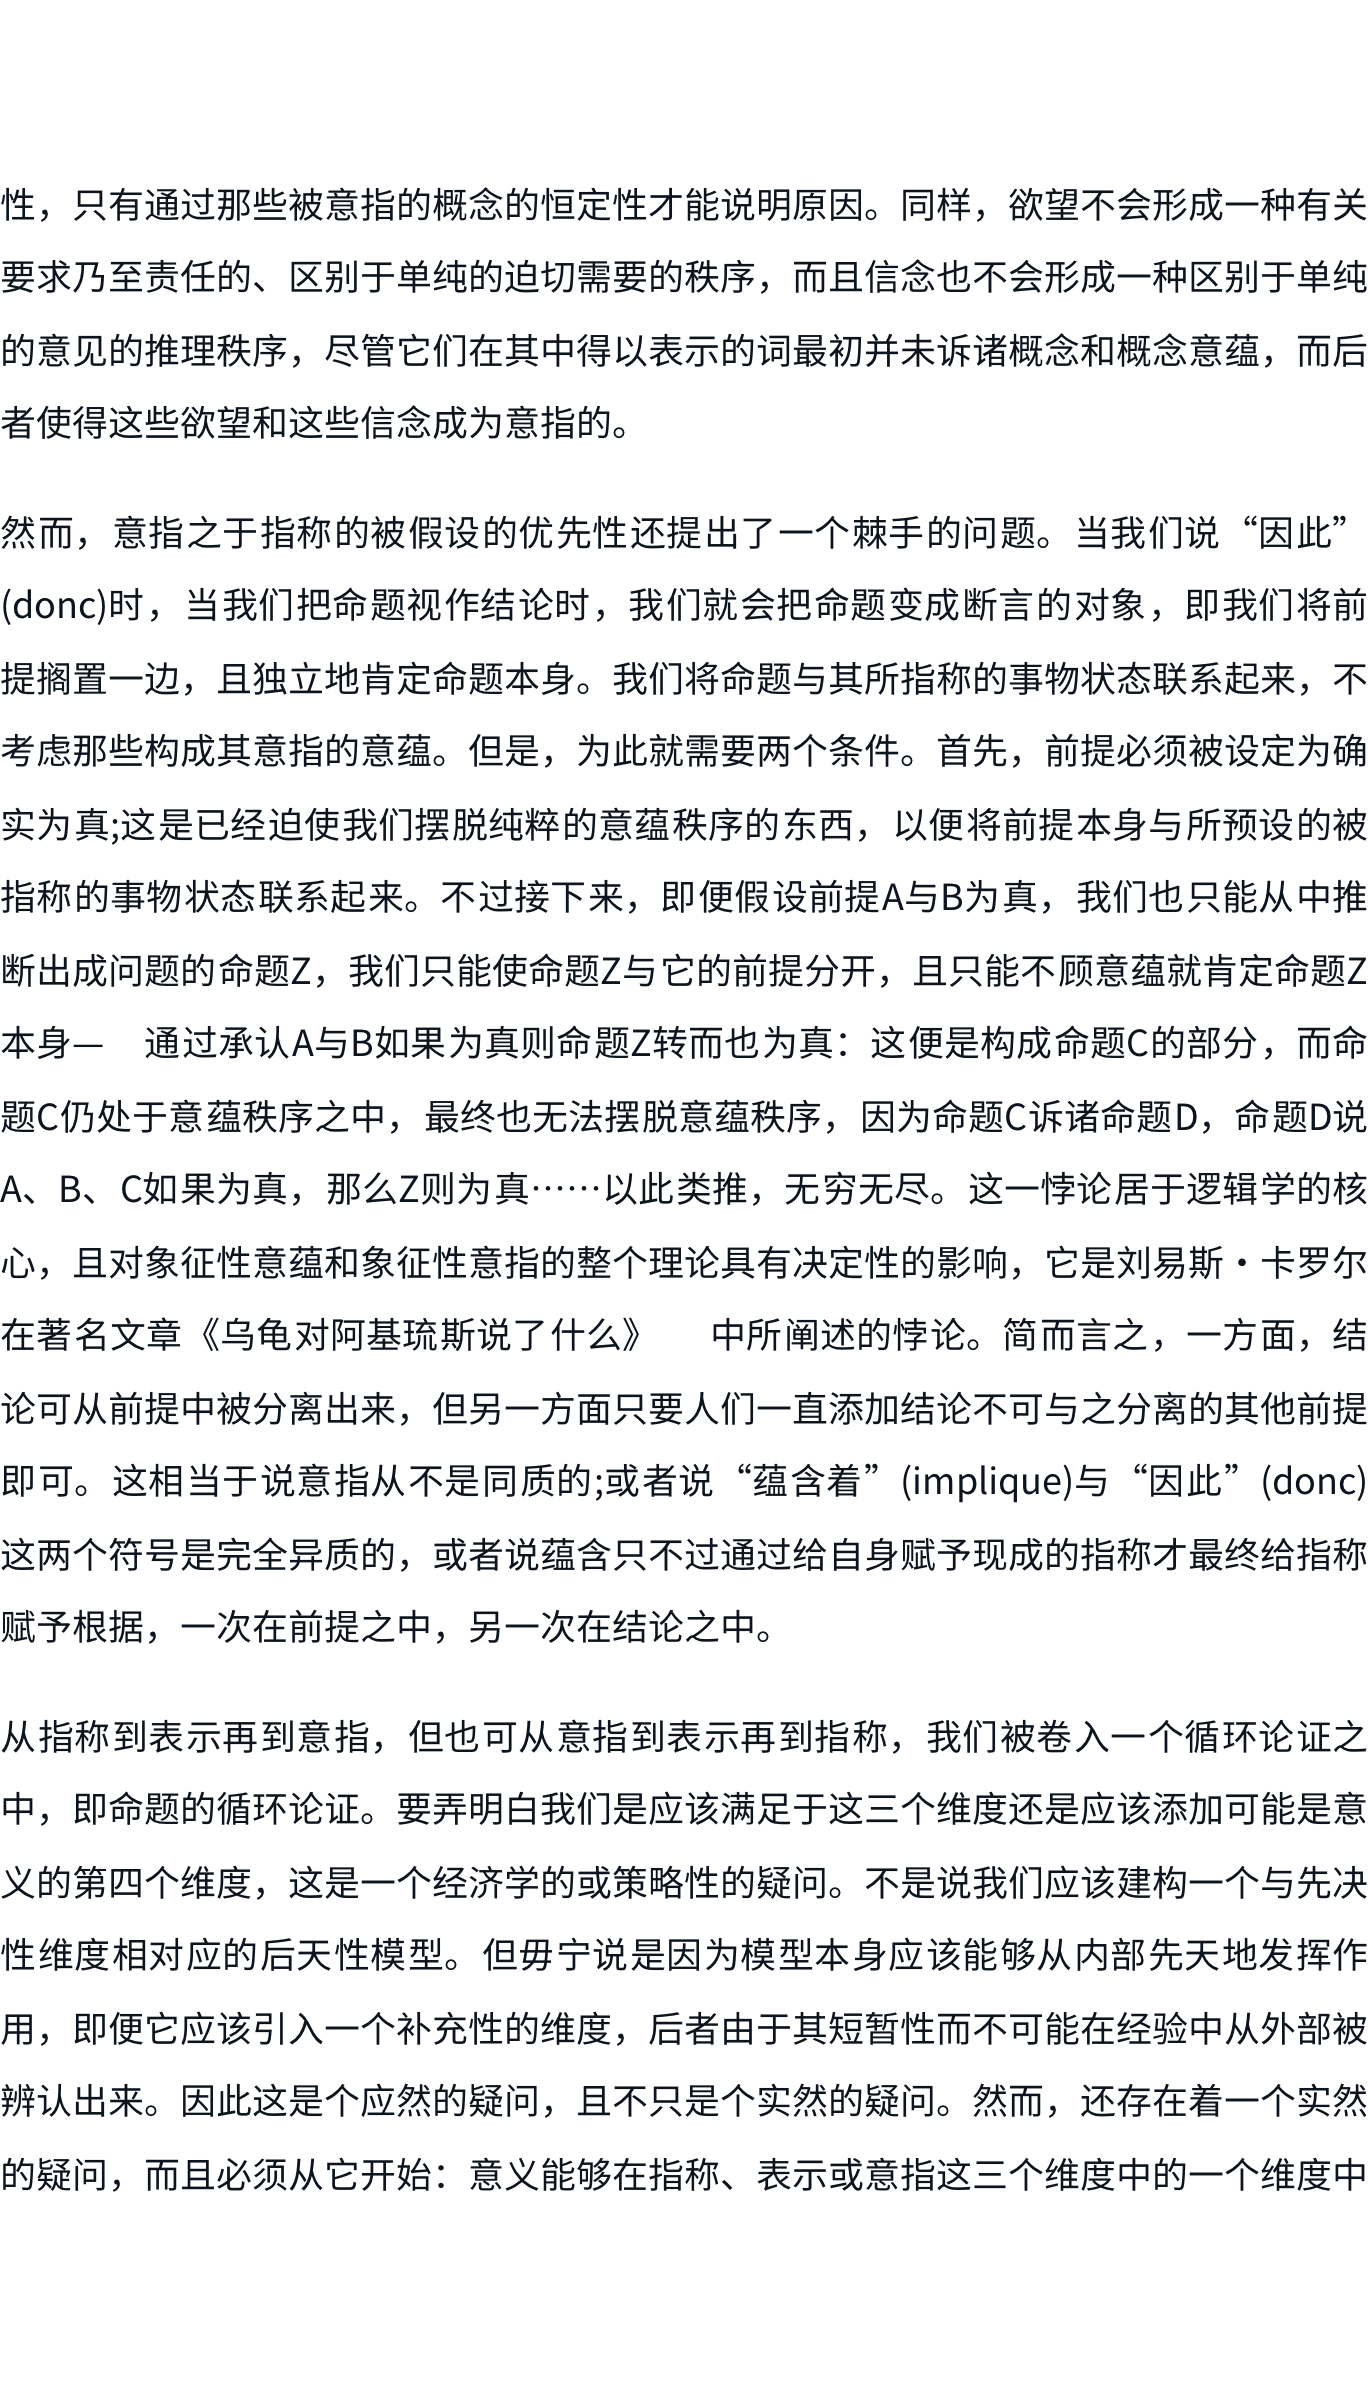 性，只有通过那些被意指的概念的恒定性才能说明原因。同样，欲望不会形成一种有关
要求乃至责任的、区别于单纯的迫切需要的秩序，而且信念也不会形成一种区别于单纯
的意见的推理秩序，尽管它们在其中得以表示的词最初并未诉诸概念和概念意蕴，而后
者使得这些欲望和这些信念成为意指的。
然而，意指之于指称的被假设的优先性还提出了一个棘手的问题。当我们说“因此”
(donc)时，当我们把命题视作结论时，我们就会把命题变成断言的对象，即我们将前
提搁置一边，且独立地肯定命题本身。我们将命题与其所指称的事物状态联系起来，不
考虑那些构成其意指的意蕴。但是，为此就需要两个条件。首先，前提必须被设定为确
实为真;这是已经迫使我们摆脱纯粹的意蕴秩序的东西，以便将前提本身与所预设的被
指称的事物状态联系起来。不过接下来，即便假设前提A与B为真，我们也只能从中推
断出成问题的命题Z，我们只能使命题Z与它的前提分开，且只能不顾意蕴就肯定命题Z
本身— 通过承认A与B如果为真则命题Z转而也为真：这便是构成命题C的部分，而命
题C仍处于意蕴秩序之中，最终也无法摆脱意蕴秩序，因为命题C诉诸命题D，命题D说
A、B、C如果为真，那么Z则为真……以此类推，无穷无尽。这一悖论居于逻辑学的核
心，且对象征性意蕴和象征性意指的整个理论具有决定性的影响，它是刘易斯·卡罗尔
在著名文章《乌龟对阿基琉斯说了什么》 中所阐述的悖论。简而言之，一方面，结
论可从前提中被分离出来，但另一方面只要人们一直添加结论不可与之分离的其他前提
即可。这相当于说意指从不是同质的;或者说“蕴含着”(implique)与“因此”(donc)
这两个符号是完全异质的，或者说蕴含只不过通过给自身赋予现成的指称才最终给指称
赋予根据，一次在前提之中，另一次在结论之中。
从指称到表示再到意指，但也可从意指到表示再到指称，我们被卷入一个循环论证之
中，即命题的循环论证。要弄明白我们是应该满足于这三个维度还是应该添加可能是意
义的第四个维度，这是一个经济学的或策略性的疑问。不是说我们应该建构一个与先决
性维度相对应的后天性模型。但毋宁说是因为模型本身应该能够从内部先天地发挥作
用，即便它应该引入一个补充性的维度，后者由于其短暂性而不可能在经验中从外部被
辨认出来。因此这是个应然的疑问，且不只是个实然的疑问。然而，还存在着一个实然
的疑问，而且必须从它开始：意义能够在指称、表示或意指这三个维度中的一个维度中